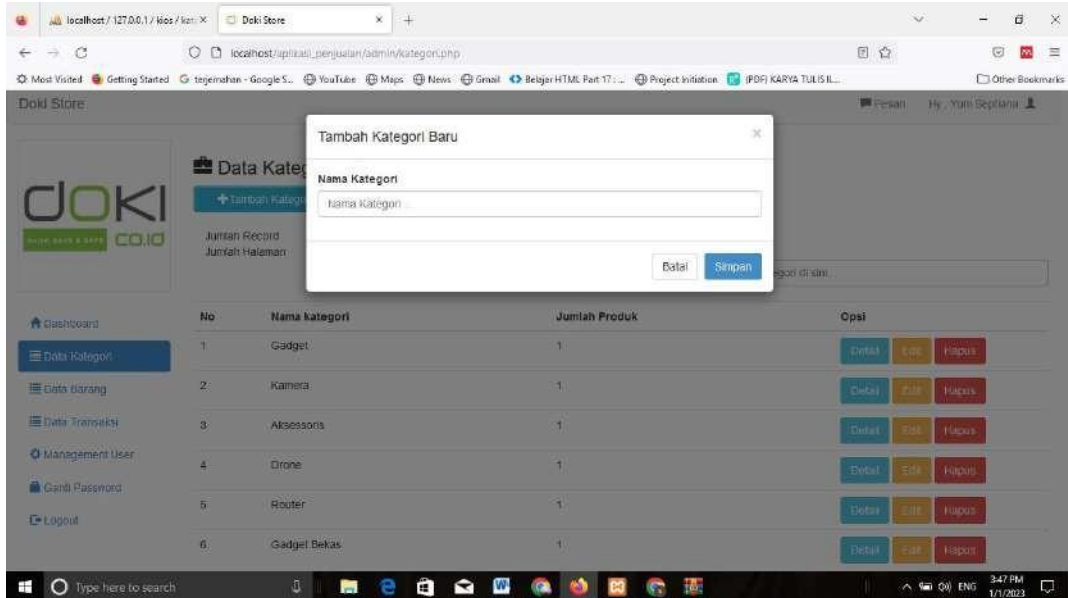 localhost / 127.0.0.1 / kios / kat
Doki Store
localhost/aplikasi_penjualan/admin/kategori.php
Most Visited Getting Started terjemahan - Google S... YouTube Maps News Gmail Belajar HTML Part 17 : ... Project Initiation (PDF) KARYA TULIS IL... Other Bookmarks
Doki Store
Pesan Hy , Yum Septiana
Tambah Kategori Baru ×
Nama Kategori
Nama Kategori ..
Batal Simpan
doki
CO.ID
Data Kateg
+ Tambah Katego
Jumlah Record
Jumlah Halaman
egori di sini ..
Dashboard
Data Kategori
Data Barang
Data Transaksi
Management User
Ganti Password
Logout
No Nama kategori Jumlah Produk Opsi
1 Gadget 1 Detail Edit Hapus
2 Kamera 1 Detail Edit Hapus
3 Aksessoris 1 Detail Edit Hapus
4 Drone 1 Detail Edit Hapus
5 Router 1 Detail Edit Hapus
6 Gadget Bekas 1 Detail Edit Hapus
Type here to search
ENG
3:47 PM
1/1/2023